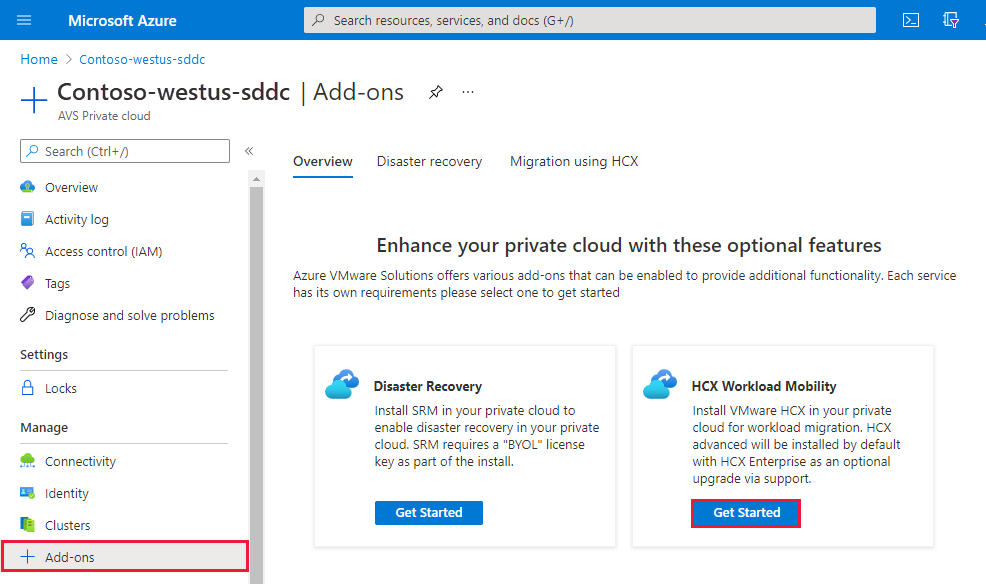 Microsoft Azure
Search resources, services, and docs (G+/)
Home > Contoso-westus-sddc
Contoso-westus-sddc | Add-ons
AVS Private cloud
Search (Ctrl+/)
Overview
Activity log
Access control (IAM)
Tags
Diagnose and solve problems
Settings
Locks
Manage
Connectivity
Identity
Clusters
Add-ons
Overview Disaster recovery Migration using HCX
Enhance your private cloud with these optional features
Azure VMware Solutions offers various add-ons that can be enabled to provide additional functionality. Each service
has its own requirements please select one to get started
Disaster Recovery
Install SRM in your private cloud to
enable disaster recovery in your private
cloud. SRM requires a "BYOL" license
key as part of the install.
Get Started
HCX Workload Mobility
Install VMware HCX in your private
cloud for workload migration. HCX
advanced will be installed by default
with HCX Enterprise as an optional
upgrade via support.
Get Started